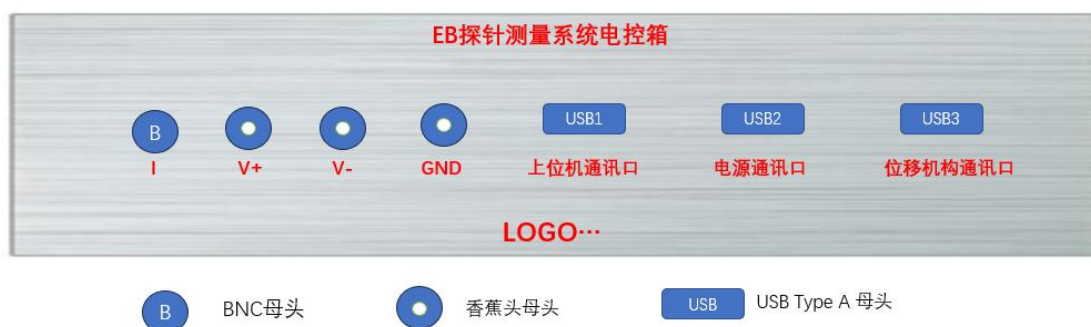 EB探针测量系统电控箱
B USB1 USB2 USB3
I V+ V- GND 上位机通讯口 电源通讯口 位移机构通讯口
LOGO…
B BNC母头 香蕉头母头 USB USB Type A 母头